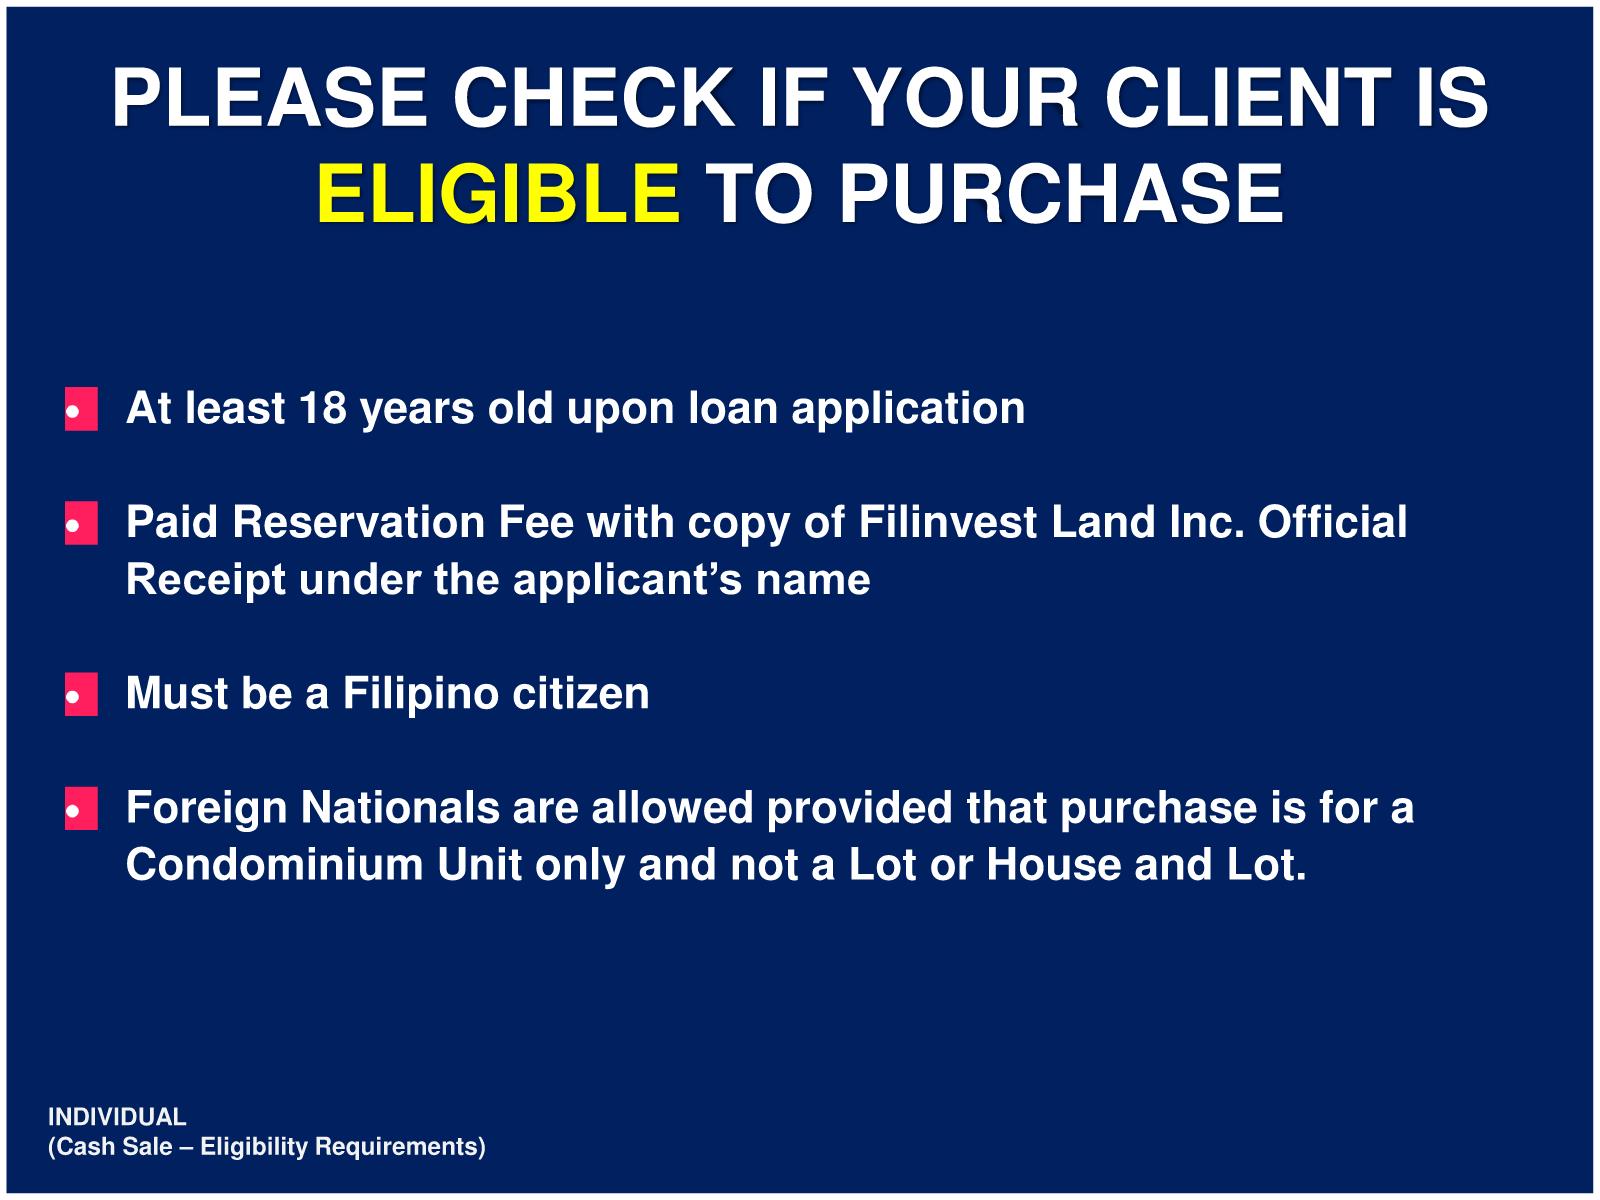 PLEASE CHECK IF YOUR CLIENT IS
ELIGIBLE TO PURCHASE
• At least 18 years old upon loan application
• Paid Reservation Fee with copy of Filinvest Land Inc. Official
Receipt under the applicant’s name
• Must be a Filipino citizen
• Foreign Nationals are allowed provided that purchase is for a
Condominium Unit only and not a Lot or House and Lot.
INDIVIDUAL
(Cash Sale – Eligibility Requirements)